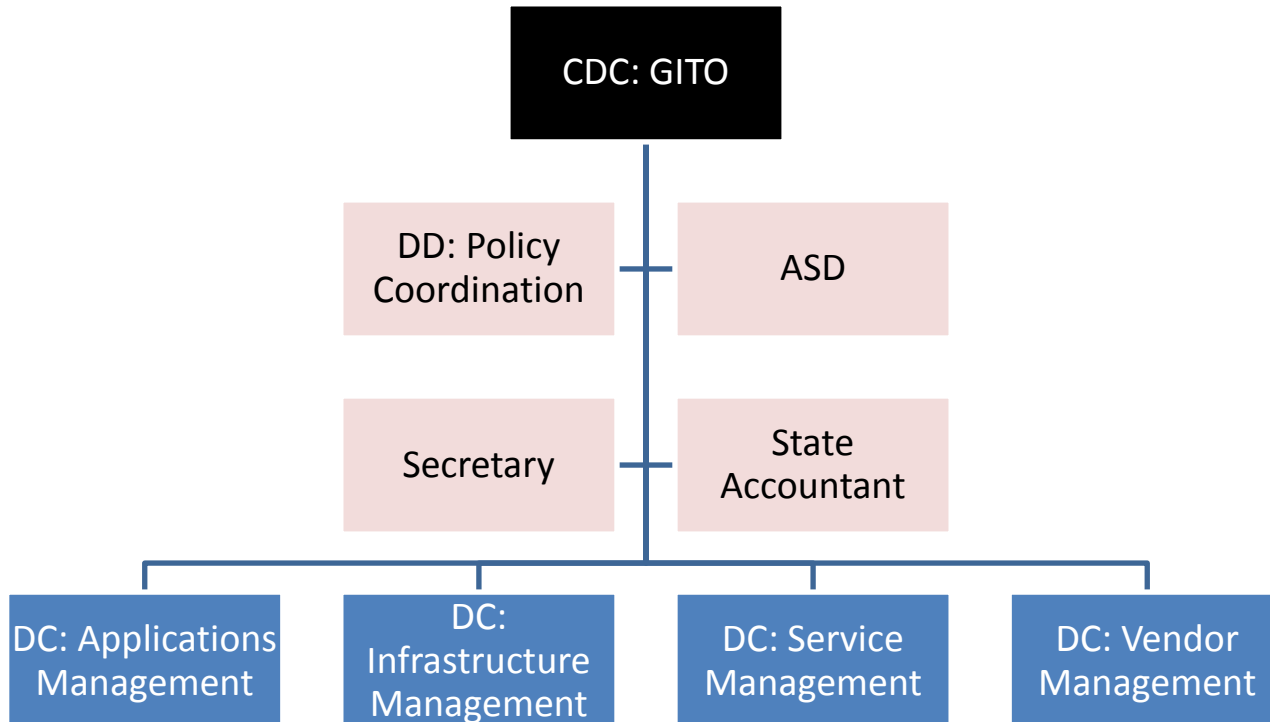 CDC: GITO
DD: Policy
Coordination
ASD
Secretary
State
Accountant
DC: Applications
Management
DC:
Infrastructure
Management
DC: Service
Management
DC: Vendor
Management